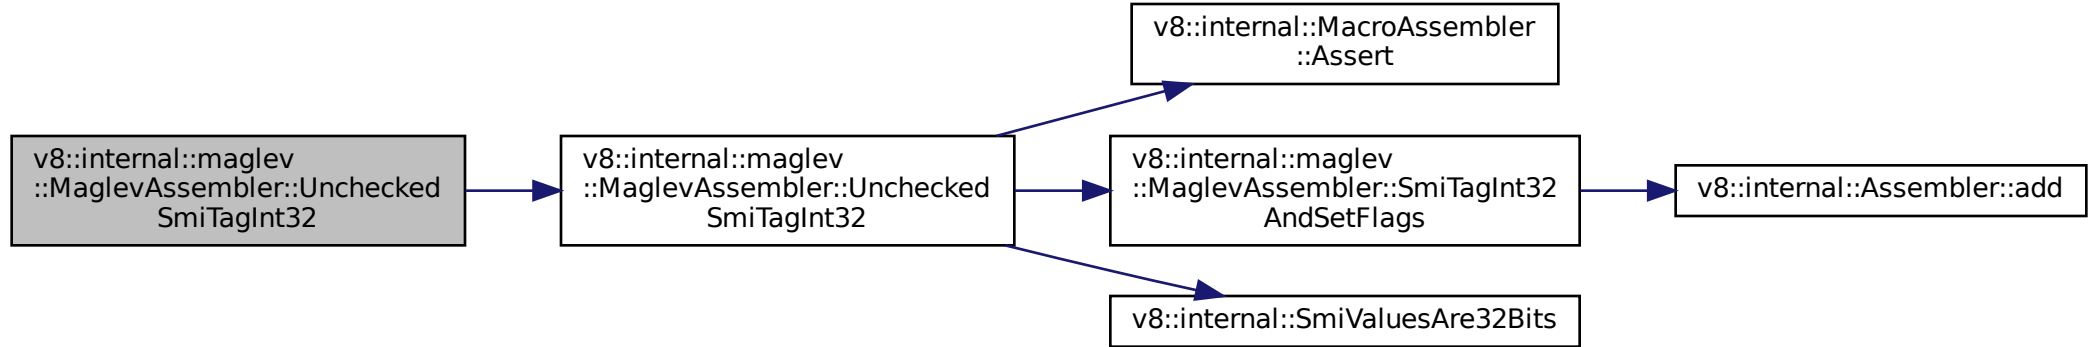 v8::internal::maglev
::MaglevAssembler::Unchecked
SmiTagInt32
v8::internal::maglev
::MaglevAssembler::Unchecked
SmiTagInt32
v8::internal::MacroAssembler
::Assert
v8::internal::maglev
::MaglevAssembler::SmiTagInt32
AndSetFlags
v8::internal::SmiValuesAre32Bits
v8::internal::Assembler::add